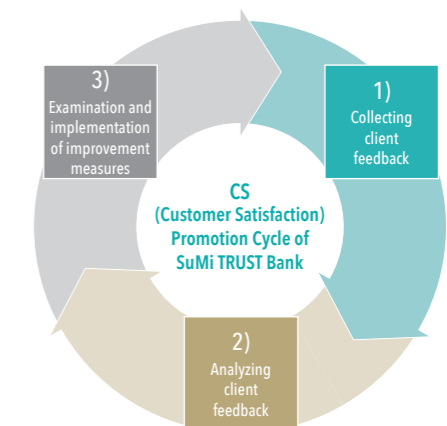 1)
Collecting
client
feedback
2)
Analyzing
client
feedback
3)
Examination and
implementation
of improvement
measures
CS
(Customer Satisfaction)
Promotion Cycle of
SuMi TRUST Bank